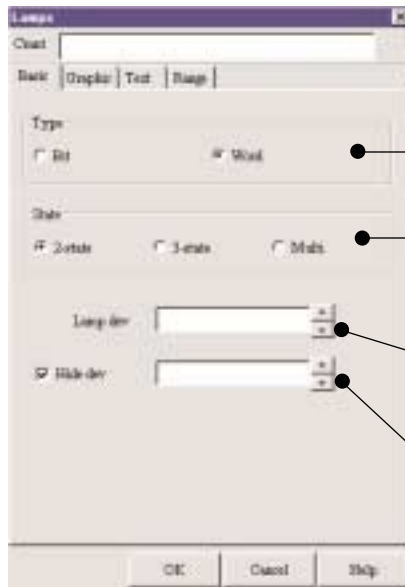 Lamps
Chart
Basic Graphic Text Range
Type
Bit Word
State
2-state 3-state Multi
Lamp dev
Hide dev
OK Cancel Help